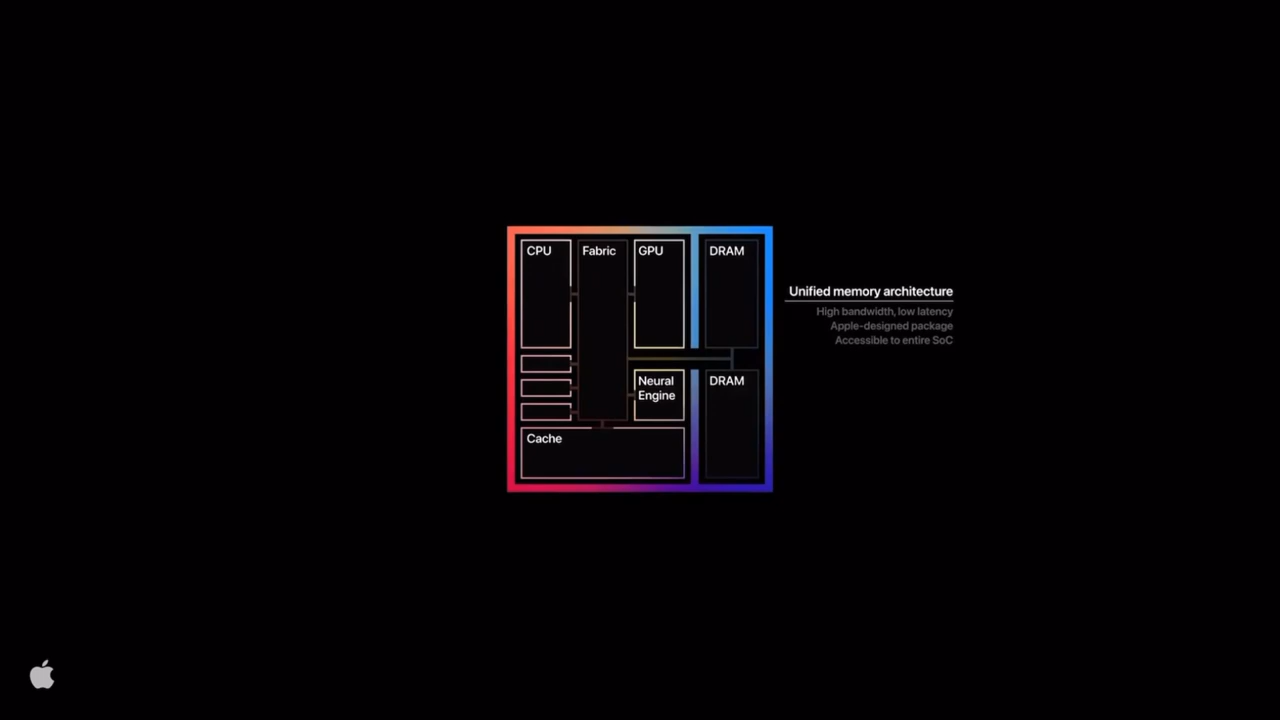 CPU
Fabric
GPU
DRAM
Unified memory architecture
High bandwidth, low latency
Apple-designed package
Accessible to entire SoC
Neural
Engine
DRAM
Cache